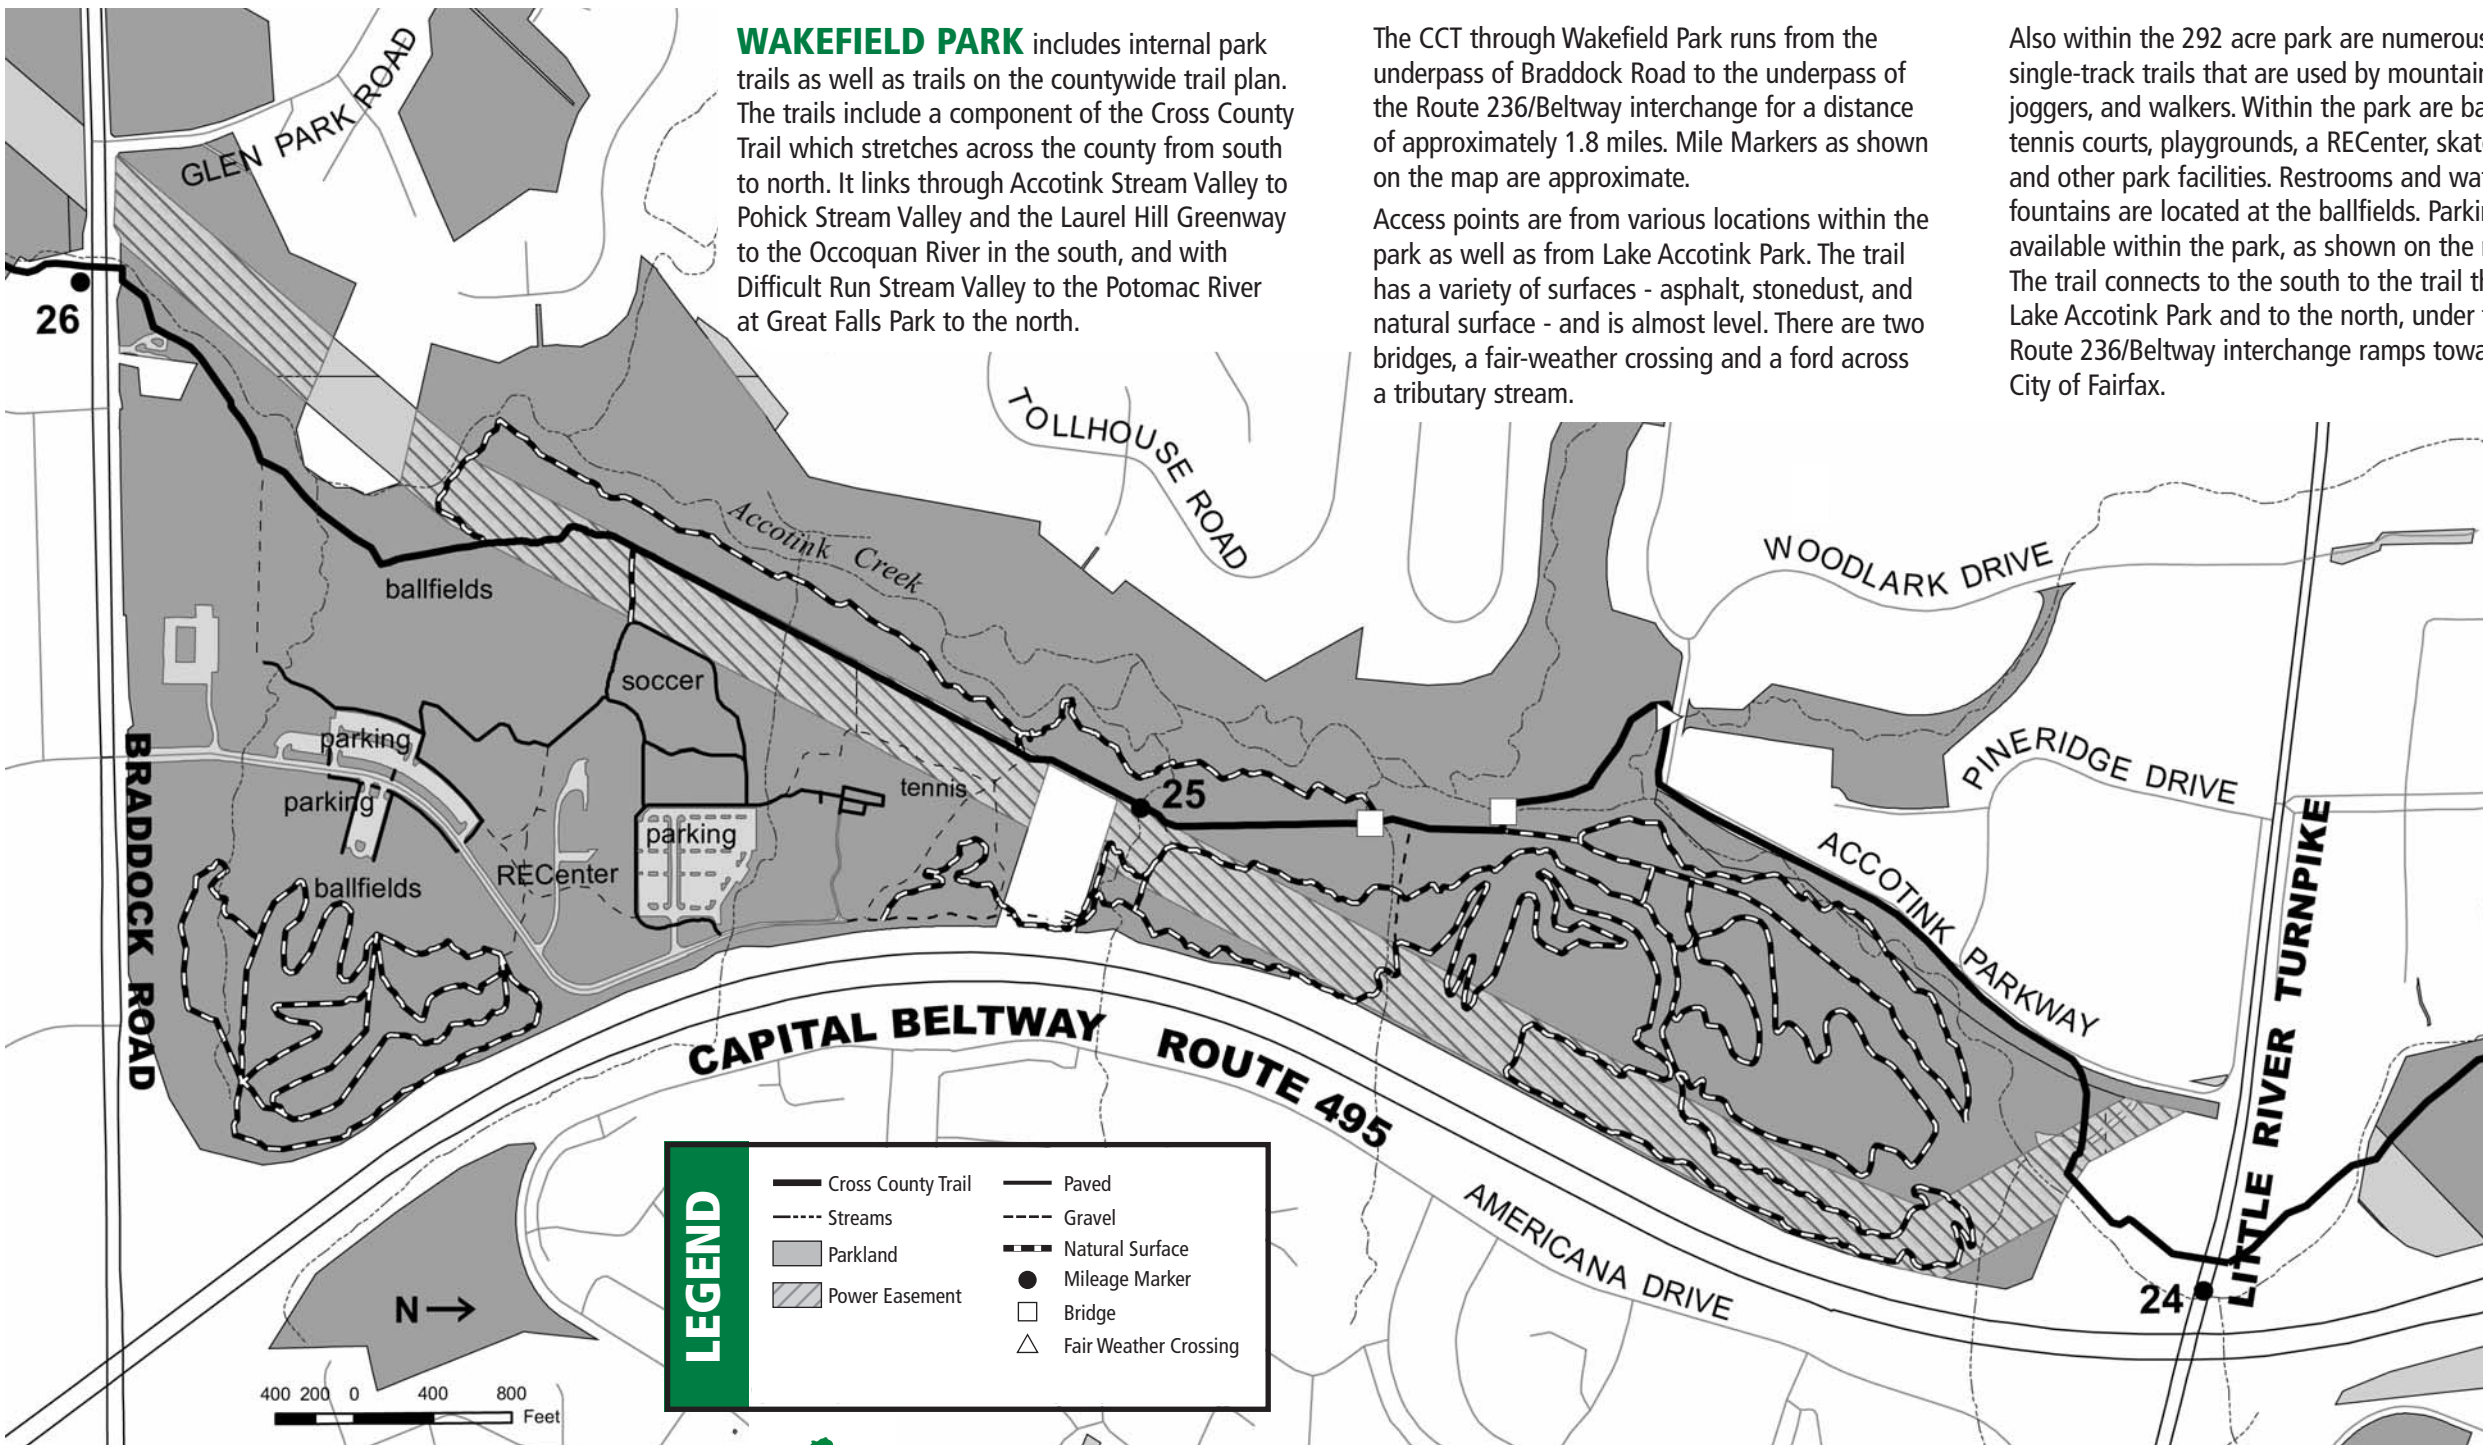 WAKEFIELD PARK includes internal park
trails as well as trails on the countywide trail plan.
The trails include a component of the Cross County
Trail which stretches across the county from south
to north. It links through Accotink Stream Valley to
Pohick Stream Valley and the Laurel Hill Greenway
to the Occoquan River in the south, and with
Difficult Run Stream Valley to the Potomac River
at Great Falls Park to the north.
The CCT through Wakefield Park runs from the
underpass of Braddock Road to the underpass of
the Route 236/Beltway interchange for a distance
of approximately 1.8 miles. Mile Markers as shown
on the map are approximate.
Access points are from various locations within the
park as well as from Lake Accotink Park. The trail
has a variety of surfaces - asphalt, stonedust, and
natural surface - and is almost level. There are two
bridges, a fair-weather crossing and a ford across
a tributary stream.
Also within the 292 acre park are numerous
single-track trails that are used by
joggers, and walkers. Within the park are
tennis courts, playgrounds, a RECenter,
and other park facilities. Restrooms and
fountains are located at the ballfields.
available within the park, as shown on the
The trail connects to the south to the trail
Lake Accotink Park and to the north, under
Route 236/Beltway interchange ramps
City of Fairfax.
GLEN PARK ROAD
26
TOLLHOUSE ROAD
Accotink Creek
WOODLARK DRIVE
ballfields
soccer
parking
parking
tennis
25
parking
RECenter
ballfields
PINERIDGE DRIVE
ACCOTINK PARKWAY
BRADDOCK ROAD
LITTLE RIVER TURNPIKE
CAPITAL BELTWAY ROUTE 495
AMERICANA DRIVE
24
N
400 200 0 400 800
Feet
LEGEND
Cross County Trail
Streams
Parkland
Power Easement
Paved
Gravel
Natural Surface
Mileage Marker
Bridge
Fair Weather Crossing